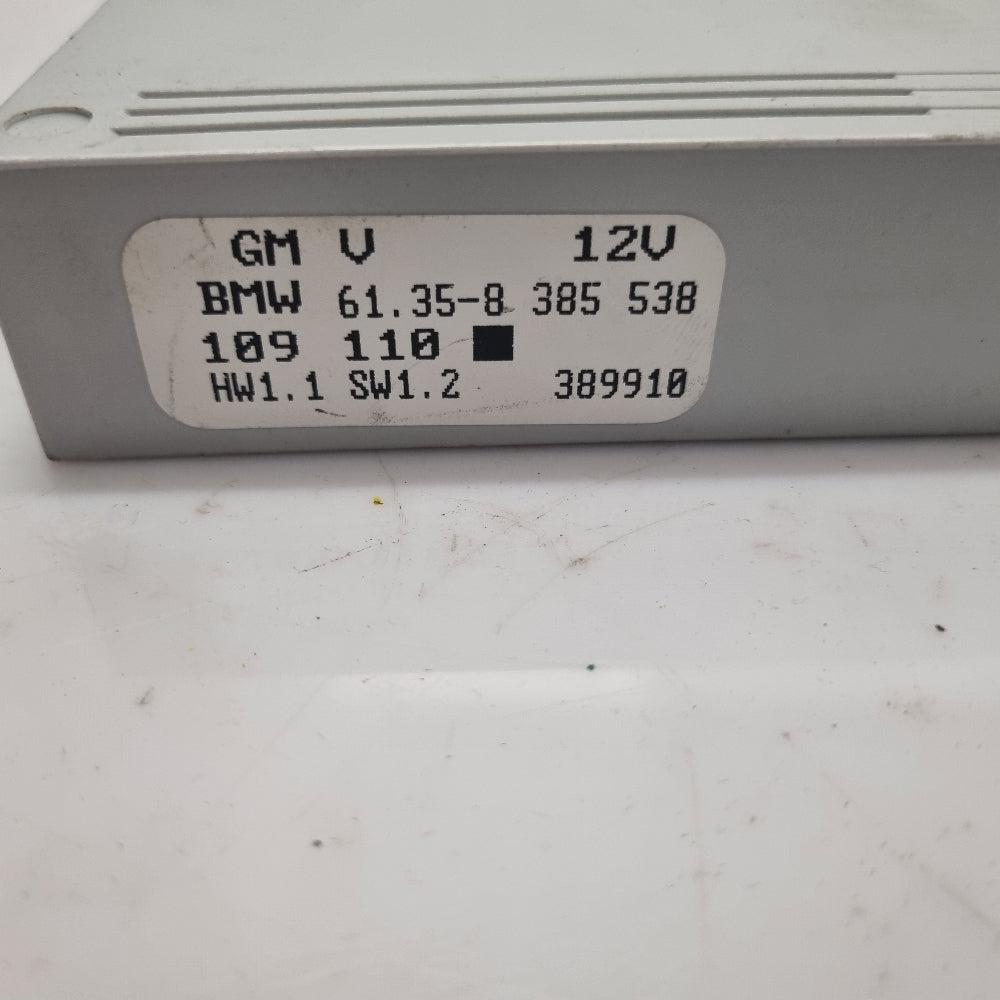 GM V 12V
BMW 61.35-8 385 538
109 110
HW1.1 SW1.2 389910